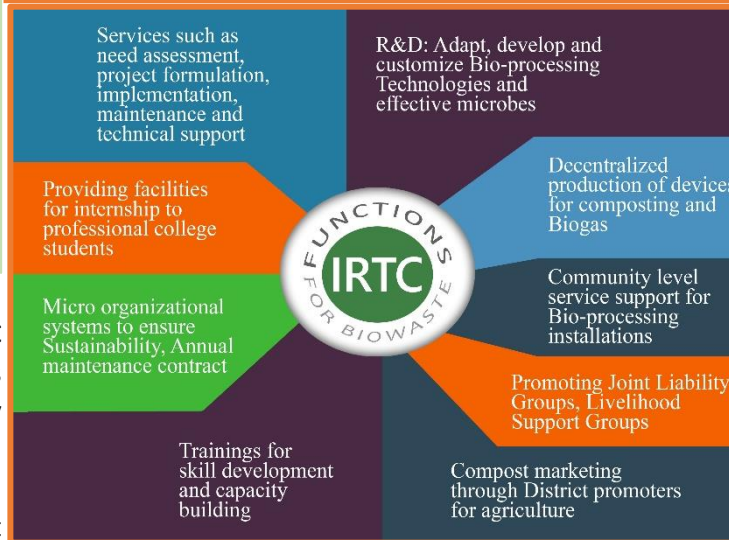 Services such as
need assessment,
project formulation,
implementation,
maintenance and
technical support
R&D: Adapt, develop and
customize Bio-processing
Technologies and
effective microbes
Providing facilities
for internship to
professional college
students
Decentralized
production of devices
for composting and
Biogas
FUNCTIONS
IRTC
FOR BIOWASTE
Micro organizational
systems to ensure
Sustainability, Annual
maintenance contract
Community level
service support for
Bio-processing
installations
Promoting Joint Liability
Groups, Livelihood
Support Groups
Trainings for
skill development
and capacity
building
Compost marketing
through District promoters
for agriculture